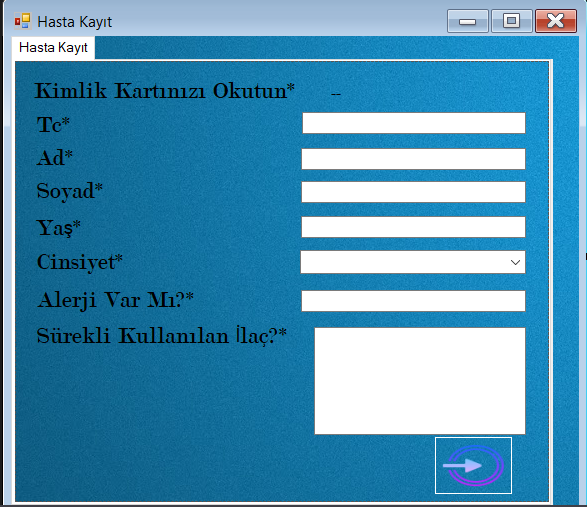 Hasta Kayıt
Hasta Kayıt
Kimlik Kartınızı Okutun* --
Tc*
Ad*
Soyad*
Yaş*
Cinsiyet*
Alerji Var Mı?*
Sürekli Kullanılan İlaç?*